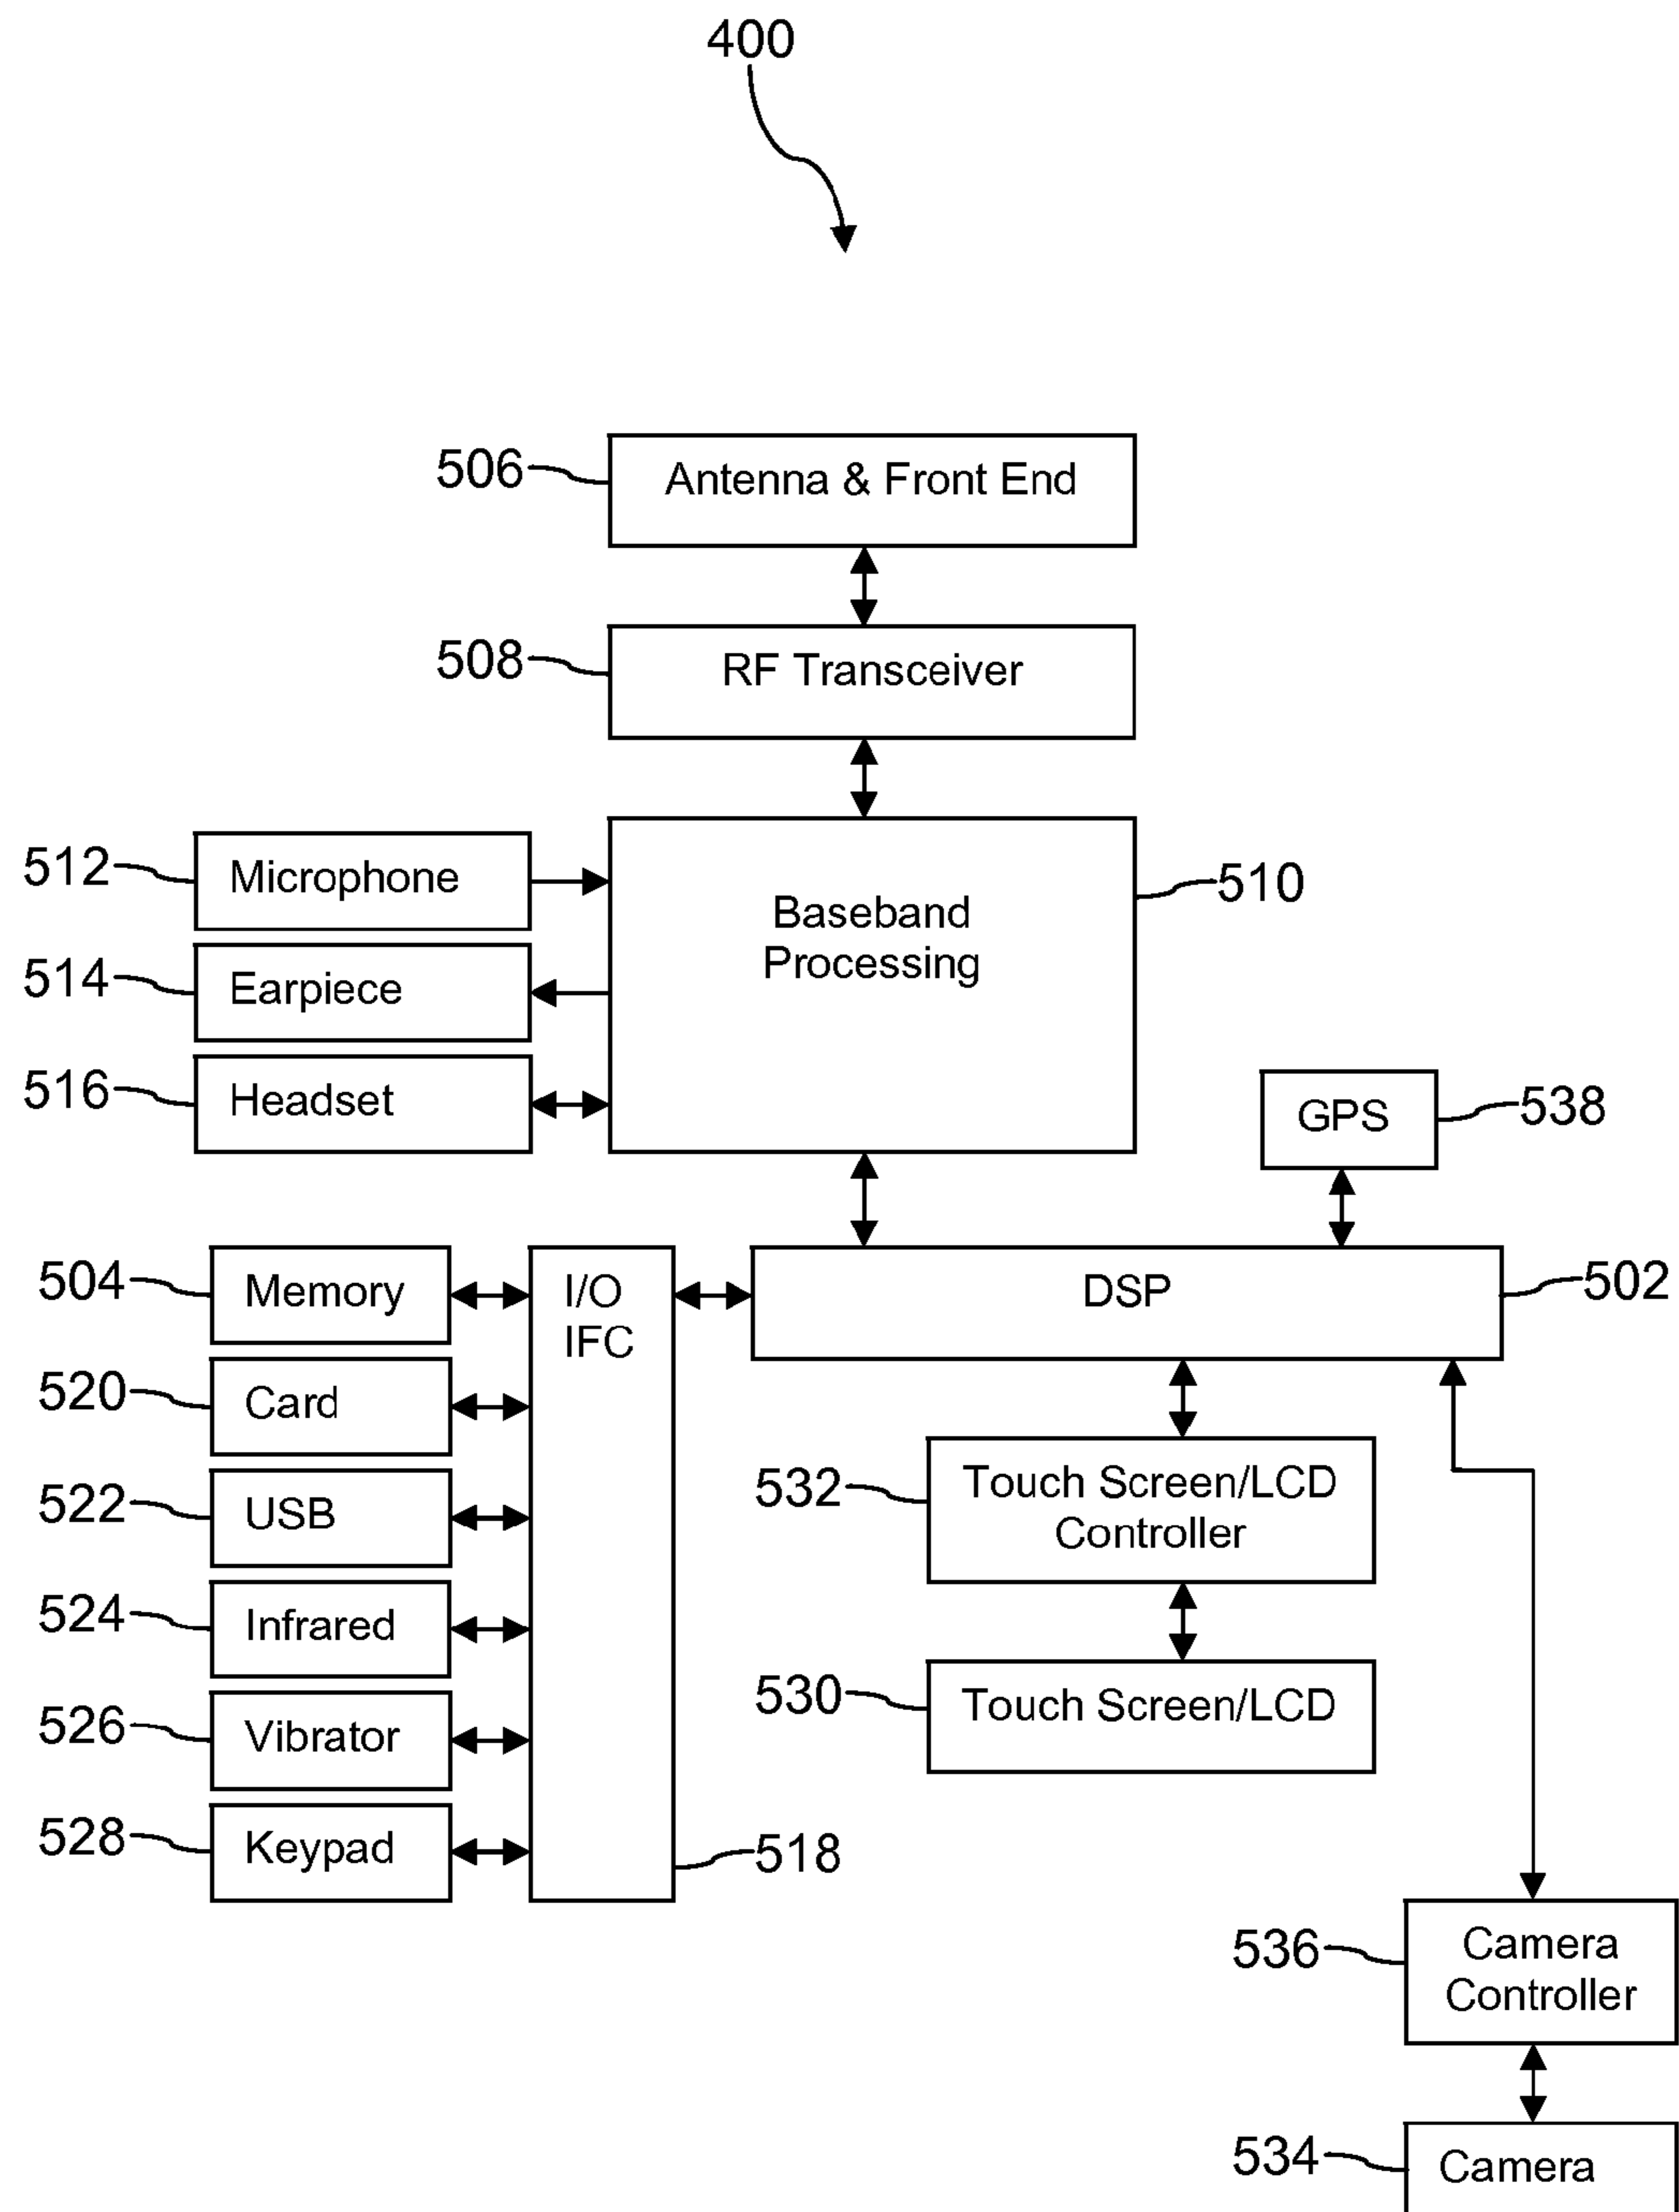 400
506
Antenna & Front End
508
RF Transceiver
512
Microphone
Baseband
Processing
510
514
Earpiece
516
Headset
GPS
538
504
Memory
I/O
IFC
DSP
502
520
Card
522
USB
532
Touch Screen/LCD
Controller
524
Infrared
526
Vibrator
530
Touch Screen/LCD
528
Keypad
518
536
Camera
Controller
534
Camera